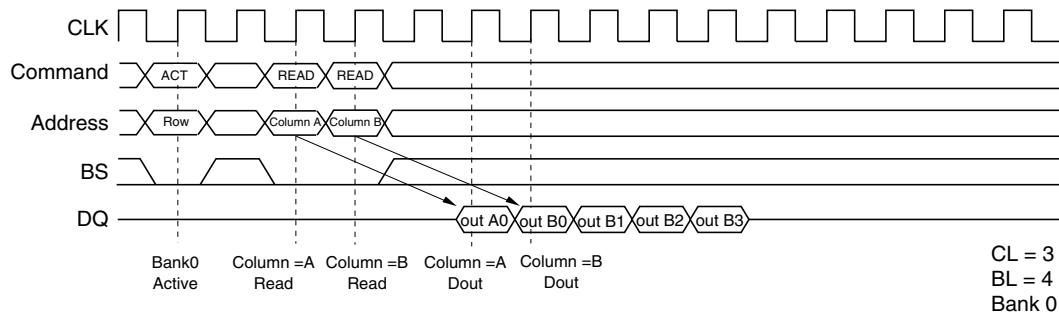 CLK
Command ACT READ READ
Address Row Column A Column B
BS
DQ out A0 out B0 out B1 out B2 out B3
Bank0 Active
Column =A Read
Column =B Read
Column =A Dout
Column =B Dout
CL = 3
BL = 4
Bank 0